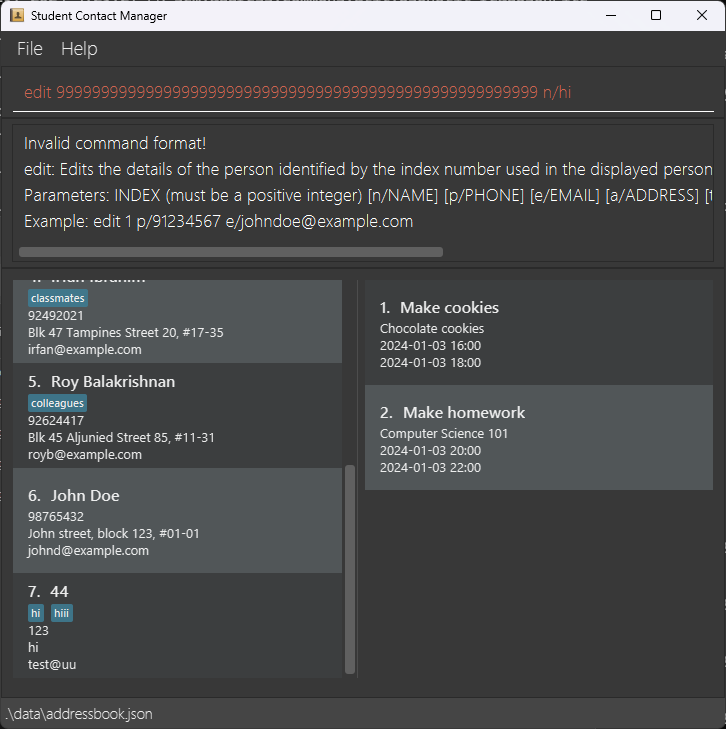 Student Contact Manager
File Help
edit 99999999999999999999999999999999999999999999999999999 n/hi
Invalid command format!
edit: Edits the details of the person identified by the index number used in the displayed person
Parameters: INDEX (must be a positive integer) [n/NAME] [p/PHONE] [e/EMAIL] [a/ADDRESS] [t
Example: edit 1 p/91234567 e/johndoe@example.com
4. Irfan Ibrahim
classmates
92492021
Blk 47 Tampines Street 20, #17-35
irfan@example.com
5. Roy Balakrishnan
colleagues
92624417
Blk 45 Aljunied Street 85, #11-31
royb@example.com
6. John Doe
98765432
John street, block 123, #01-01
johnd@example.com
7. 44
hi hiii
123
hi
test@uu
1. Make cookies
Chocolate cookies
2024-01-03 16:00
2024-01-03 18:00
2. Make homework
Computer Science 101
2024-01-03 20:00
2024-01-03 22:00
.\data\addressbook.json